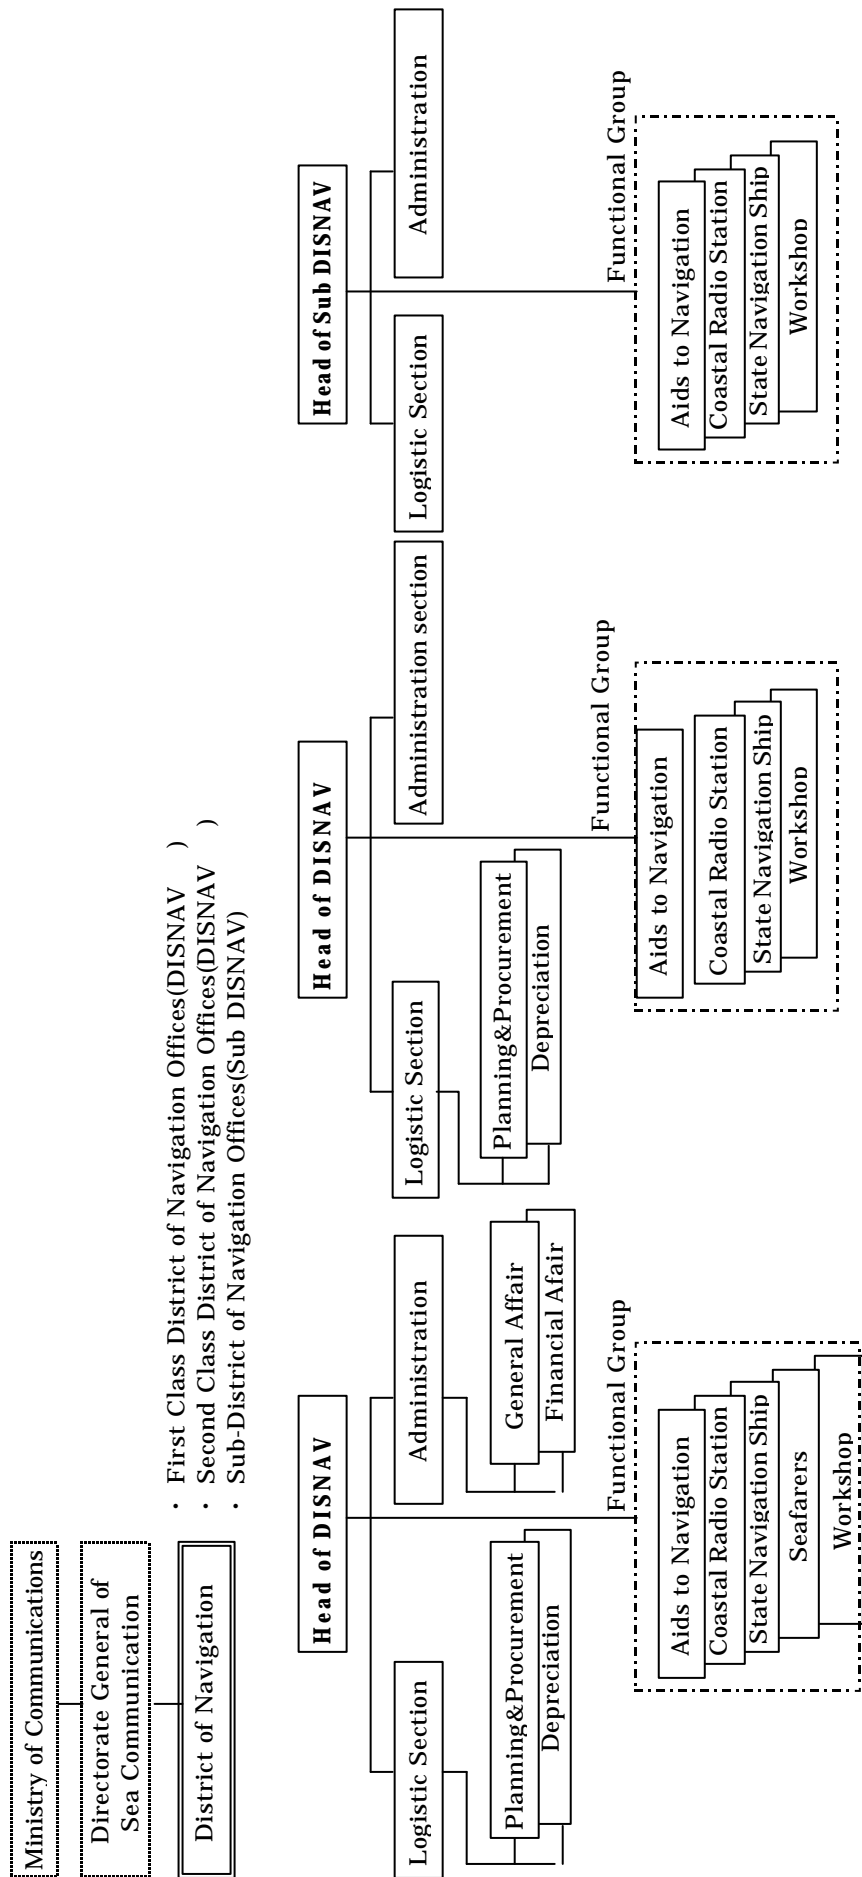 Ministry of Communications
Directorate General of
Sea Communication
District of Navigation
· First Class District of Navigation Offices(DISNAV )
· Second Class District of Navigation Offices(DISNAV )
· Sub-District of Navigation Offices(Sub DISNAV)
Head of DISNAV
Logistic Section
Administration
Planning&Procurement
Depreciation
General Affair
Financial Afair
Functional Group
Aids to Navigation
Coastal Radio Station
State Navigation Ship
Seafarers
Workshop
Head of DISNAV
Logistic Section
Administration section
Planning&Procurement
Depreciation
Functional Group
Aids to Navigation
Coastal Radio Station
State Navigation Ship
Workshop
Head of Sub DISNAV
Logistic Section
Administration
Functional Group
Aids to Navigation
Coastal Radio Station
State Navigation Ship
Workshop